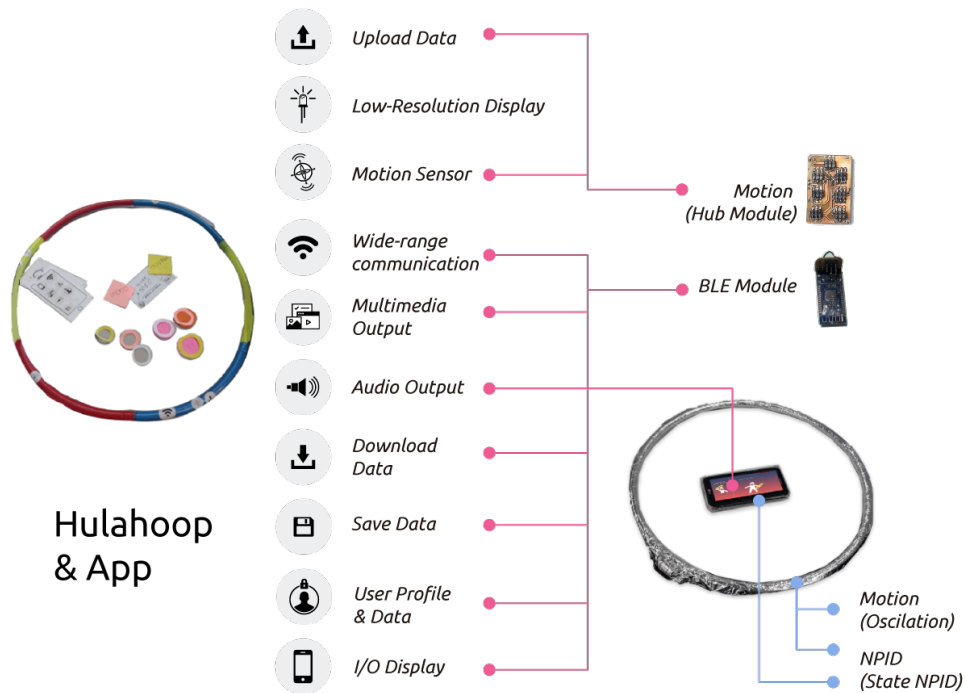 Upload Data
Low-Resolution Display
Motion Sensor
Motion
(Hub Module)
Wide-range
communication
BLE Module
Multimedia
Output
Audio Output
Download
Data
Save Data
Hulahoop
& App
User Profile
& Data
Motion
(Oscilation)
I/O Display
NPID
(State NPID)